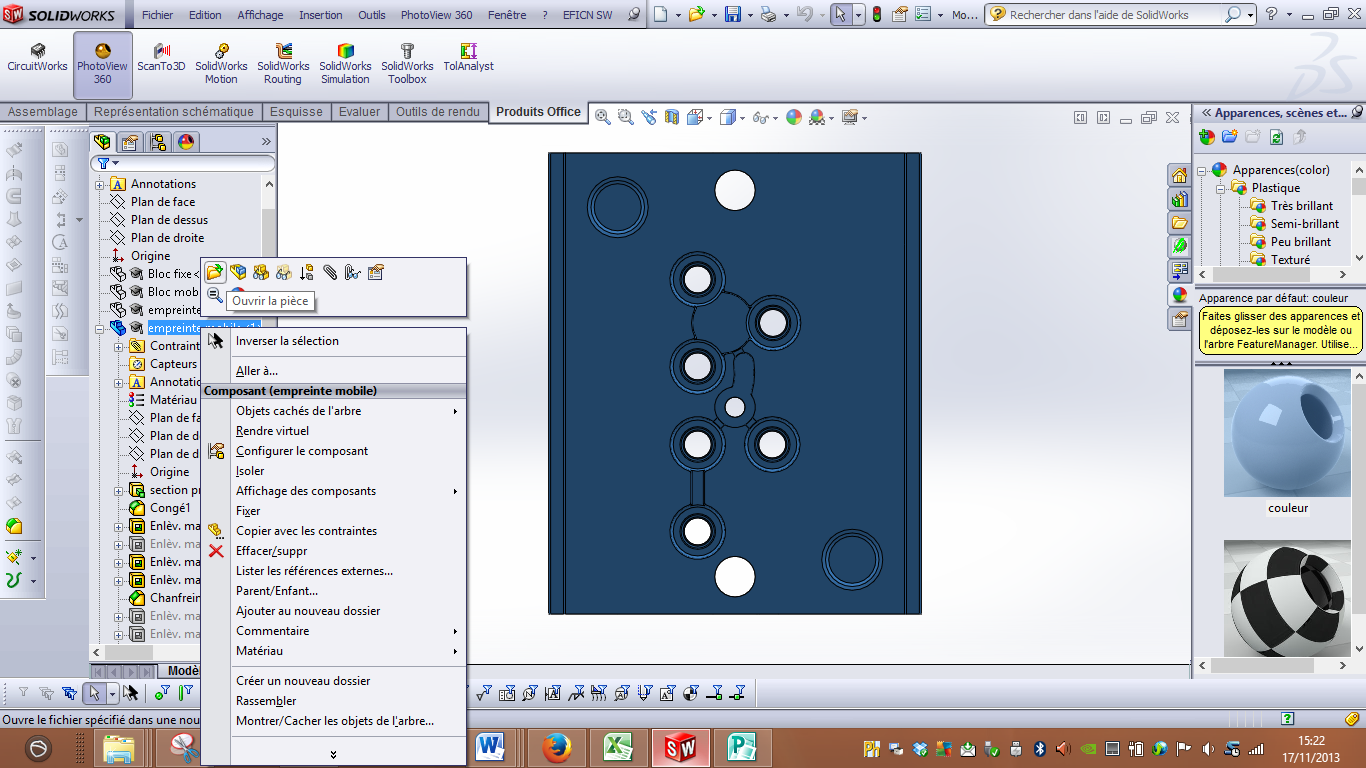 SOLIDWORKS
Fichier Edition Affichage Insertion Outils PhotoView 360 Fenêtre ? EFICN SW
Mo...
Rechercher dans l'aide de SolidWorks
CircuitWorks
PhotoView 360
ScanTo3D
SolidWorks Motion
SolidWorks Routing
SolidWorks Simulation
SolidWorks Toolbox
TolAnalyst
Assemblage Représentation schématique Esquisse Evaluer Outils de rendu Produits Office
Annotations
Plan de face
Plan de dessus
Plan de droite
Origine
Bloc fixe<
Bloc mob
empreinte
empreinte mobile <1>
Contraint
Capteurs
Annotatio
Matériau
Plan de fa
Plan de d
Plan de d
Origine
section pr
Congé1
Enlèv. ma
Enlèv. ma
Enlèv. ma
Enlèv. ma
Chanfrein
Enlèv. ma
Enlèv. ma
Modèl
Ouvrir la pièce
Inverser la sélection
Aller à...
Composant (empreinte mobile)
Objets cachés de l'arbre
Rendre virtuel
Configurer le composant
Isoler
Affichage des composants
Fixer
Copier avec les contraintes
Effacer/suppr
Lister les références externes...
Parent/Enfant...
Ajouter au nouveau dossier
Commentaire
Matériau
Créer un nouveau dossier
Rassembler
Montrer/Cacher les objets de l'arbre...
Apparences, scènes et...
Apparences(color)
Plastique
Très brillant
Semi-brillant
Peu brillant
Texturé
Apparence par défaut: couleur
Faites glisser des apparences et
déposez-les sur le modèle ou
l'arbre FeatureManager. Utilise...
couleur
Ouvre le fichier spécifié dans une nou
15:22
17/11/2013